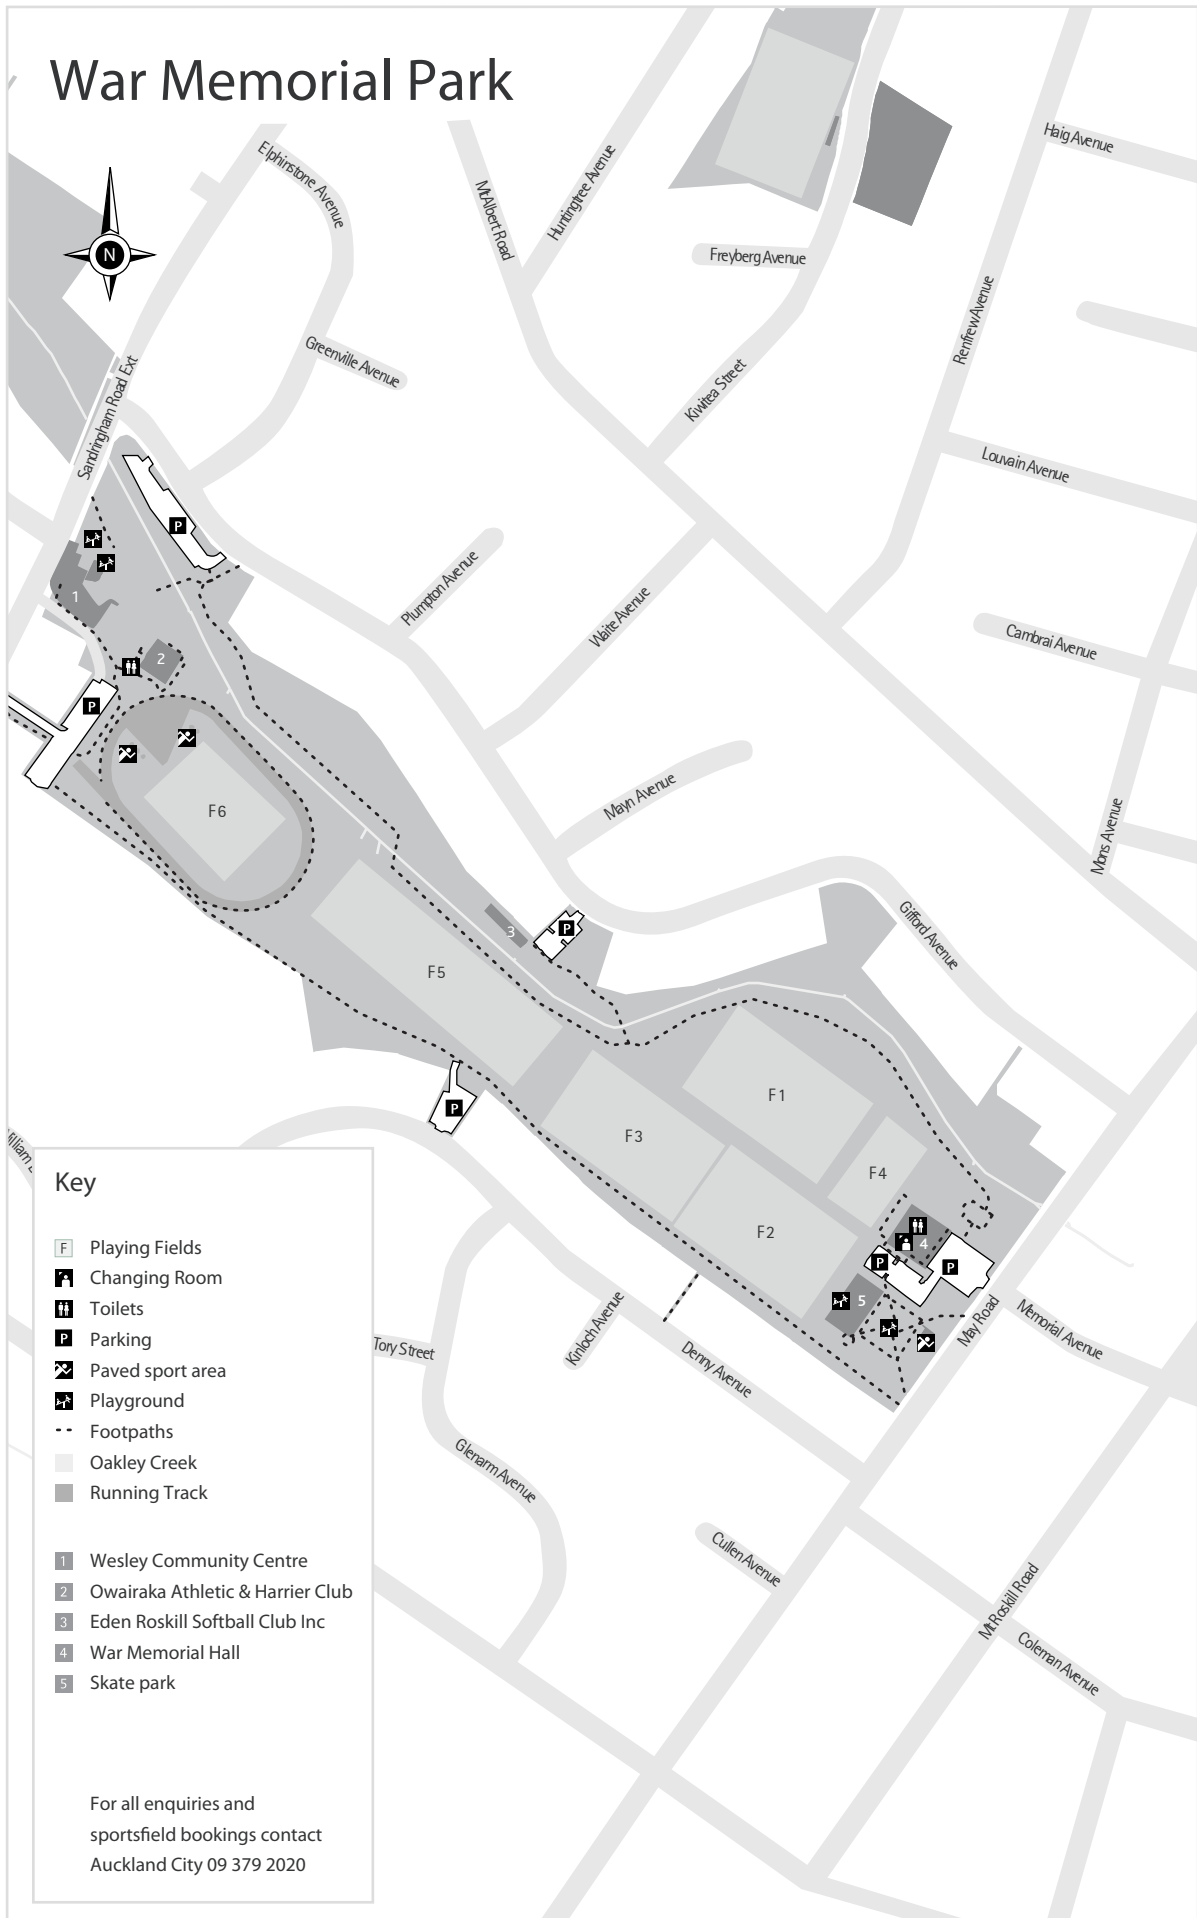 War Memorial Park
N
Elphinstone Avenue
Mt Albert Road
Huntingtree Avenue
Haig Avenue
Freyberg Avenue
Renfrew Avenue
Greenville Avenue
Kiwitea Street
Sandringham Road Ext
Louvain Avenue
P
Plumpton Avenue
Waite Avenue
1
Cambrai Avenue
2
P
Mayn Avenue
F6
Mons Avenue
3
P
Gifford Avenue
F5
F1
P
F3
F4
F2
4
P
P
5
May Road
Memorial Avenue
Kinloch Avenue
Tory Street
Denny Avenue
Glenarm Avenue
Cullen Avenue
Mt Roskill Road
Coleman Avenue
Key
F Playing Fields
Changing Room
Toilets
P Parking
Paved sport area
Playground
Footpaths
Oakley Creek
Running Track
1 Wesley Community Centre
2 Owairaka Athletic & Harrier Club
3 Eden Roskill Softball Club Inc
4 War Memorial Hall
5 Skate park
For all enquiries and
sportsfield bookings contact
Auckland City 09 379 2020